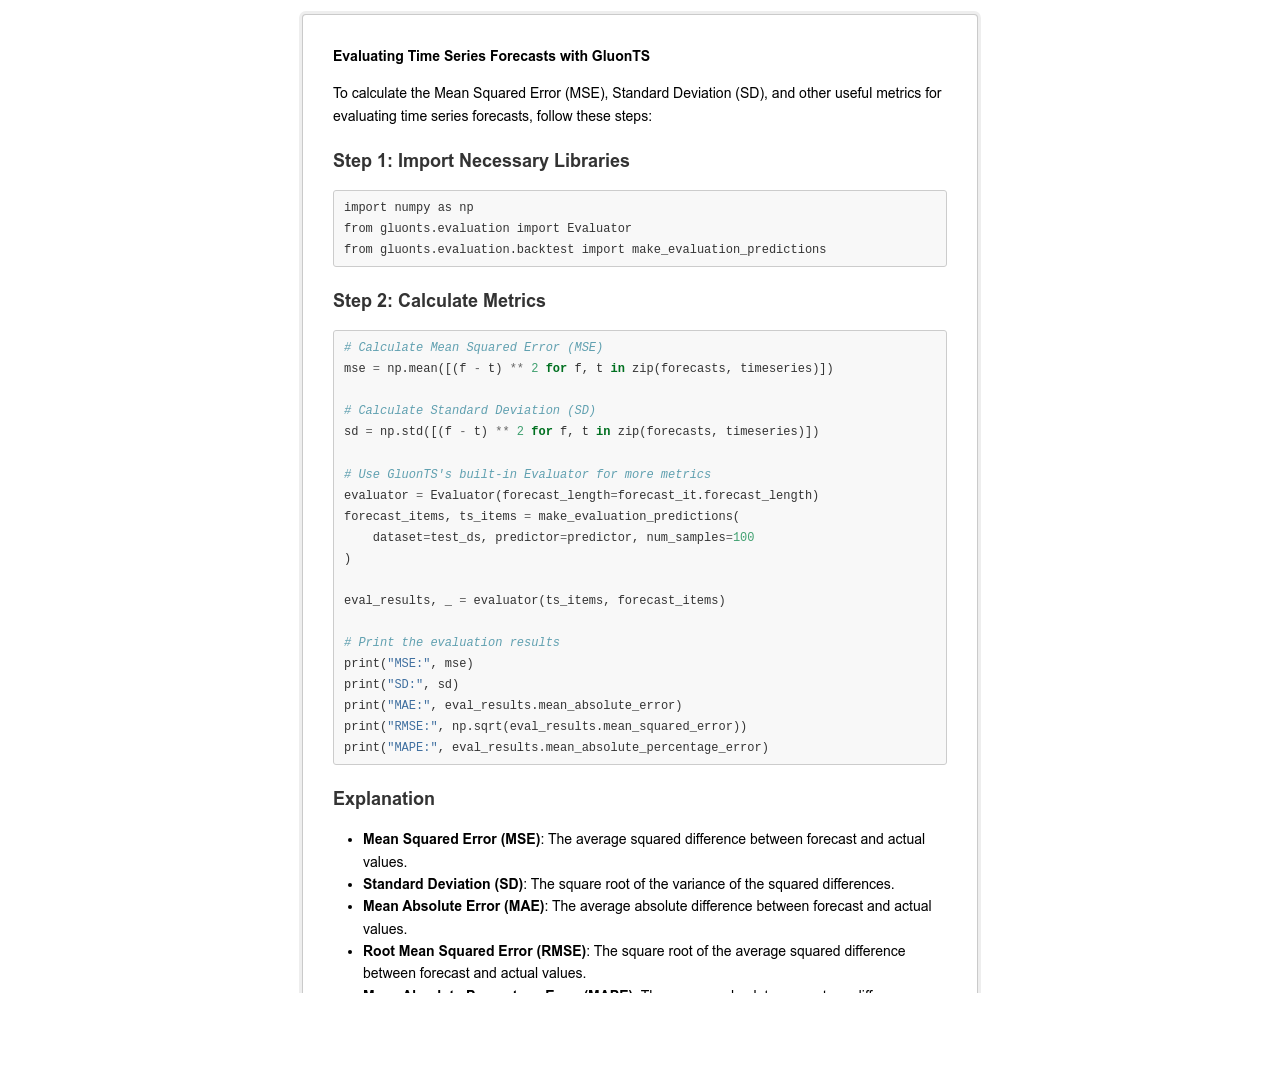 Evaluating Time Series Forecasts with GluonTS
To calculate the Mean Squared Error (MSE), Standard Deviation (SD), and other useful metrics for
evaluating time series forecasts, follow these steps:
Step 1: Import Necessary Libraries
import numpy as np
from gluonts.evaluation import Evaluator
from gluonts.evaluation.backtest import make_evaluation_predictions
Step 2: Calculate Metrics
# Calculate Mean Squared Error (MSE)
mse = np.mean([(f - t) ** 2 for f, t in zip(forecasts, timeseries)])
# Calculate Standard Deviation (SD)
sd = np.std([(f - t) ** 2 for f, t in zip(forecasts, timeseries)])
# Use GluonTS's built-in Evaluator for more metrics
evaluator = Evaluator(forecast_length=forecast_it.forecast_length)
forecast_items, ts_items = make_evaluation_predictions(
    dataset=test_ds, predictor=predictor, num_samples=100
)
eval_results, _ = evaluator(ts_items, forecast_items)
# Print the evaluation results
print("MSE:", mse)
print("SD:", sd)
print("MAE:", eval_results.mean_absolute_error)
print("RMSE:", np.sqrt(eval_results.mean_squared_error))
print("MAPE:", eval_results.mean_absolute_percentage_error)
Explanation
• Mean Squared Error (MSE): The average squared difference between forecast and actual
values.
• Standard Deviation (SD): The square root of the variance of the squared differences.
• Mean Absolute Error (MAE): The average absolute difference between forecast and actual
values.
• Root Mean Squared Error (RMSE): The square root of the average squared difference
between forecast and actual values.